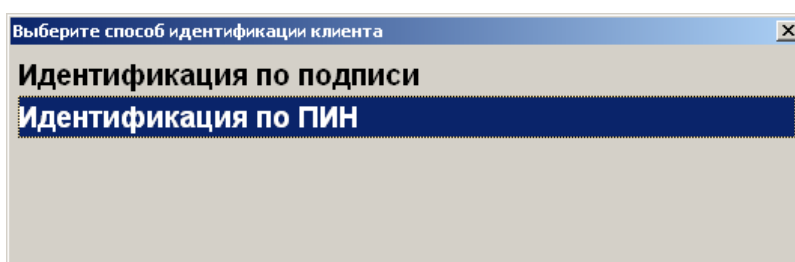 Выберите способ идентификации клиента
Идентификация по подписи
Идентификация по ПИН